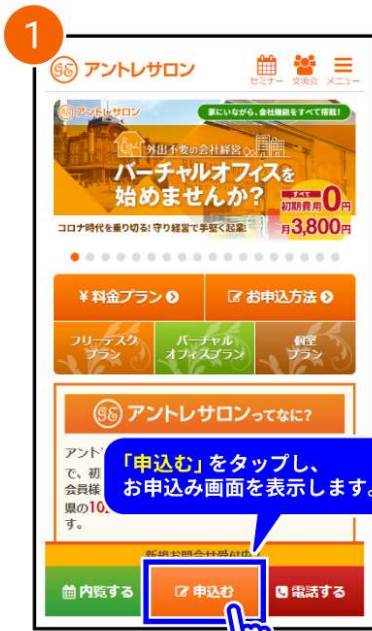 1
アントレサロン
セミナー 交流会 メニュー
アントレサロン
家にいながら、会社機能をすべて搭載!
外出不要の会社経営
バーチャルオフィスを
始めませんか?
すべて
初期費用0円
月3,800円
コロナ時代を乗り切る! 守り経営で手堅く起業!
¥料金プラン
お申込方法
フリーデスク
プラン
バーチャル
オフィスプラン
個室
プラン
アントレサロンってなに?
アント
で、初
会員様
県の10
す。
「申込む」をタップし、
お申込み画面を表示します。
新規お問合せ受付中
内覧する
申込む
電話する